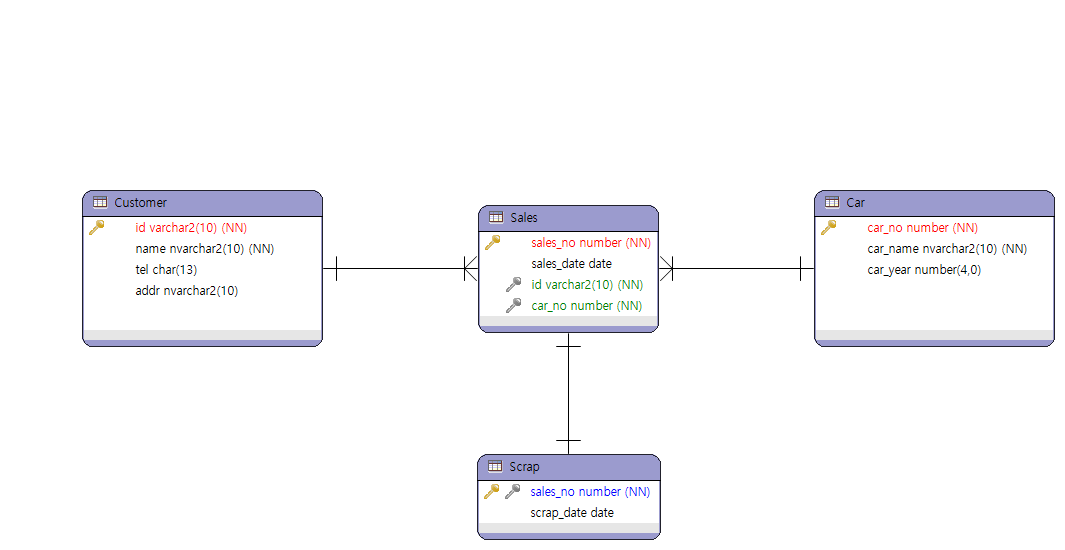 Customer
id varchar2(10) (NN)
name nvarchar2(10) (NN)
tel char(13)
addr nvarchar2(10)
Sales
sales_no number (NN)
sales_date date
id varchar2(10) (NN)
car_no number (NN)
Car
car_no number (NN)
car_name nvarchar2(10) (NN)
car_year number(4,0)
Scrap
sales_no number (NN)
scrap_date date